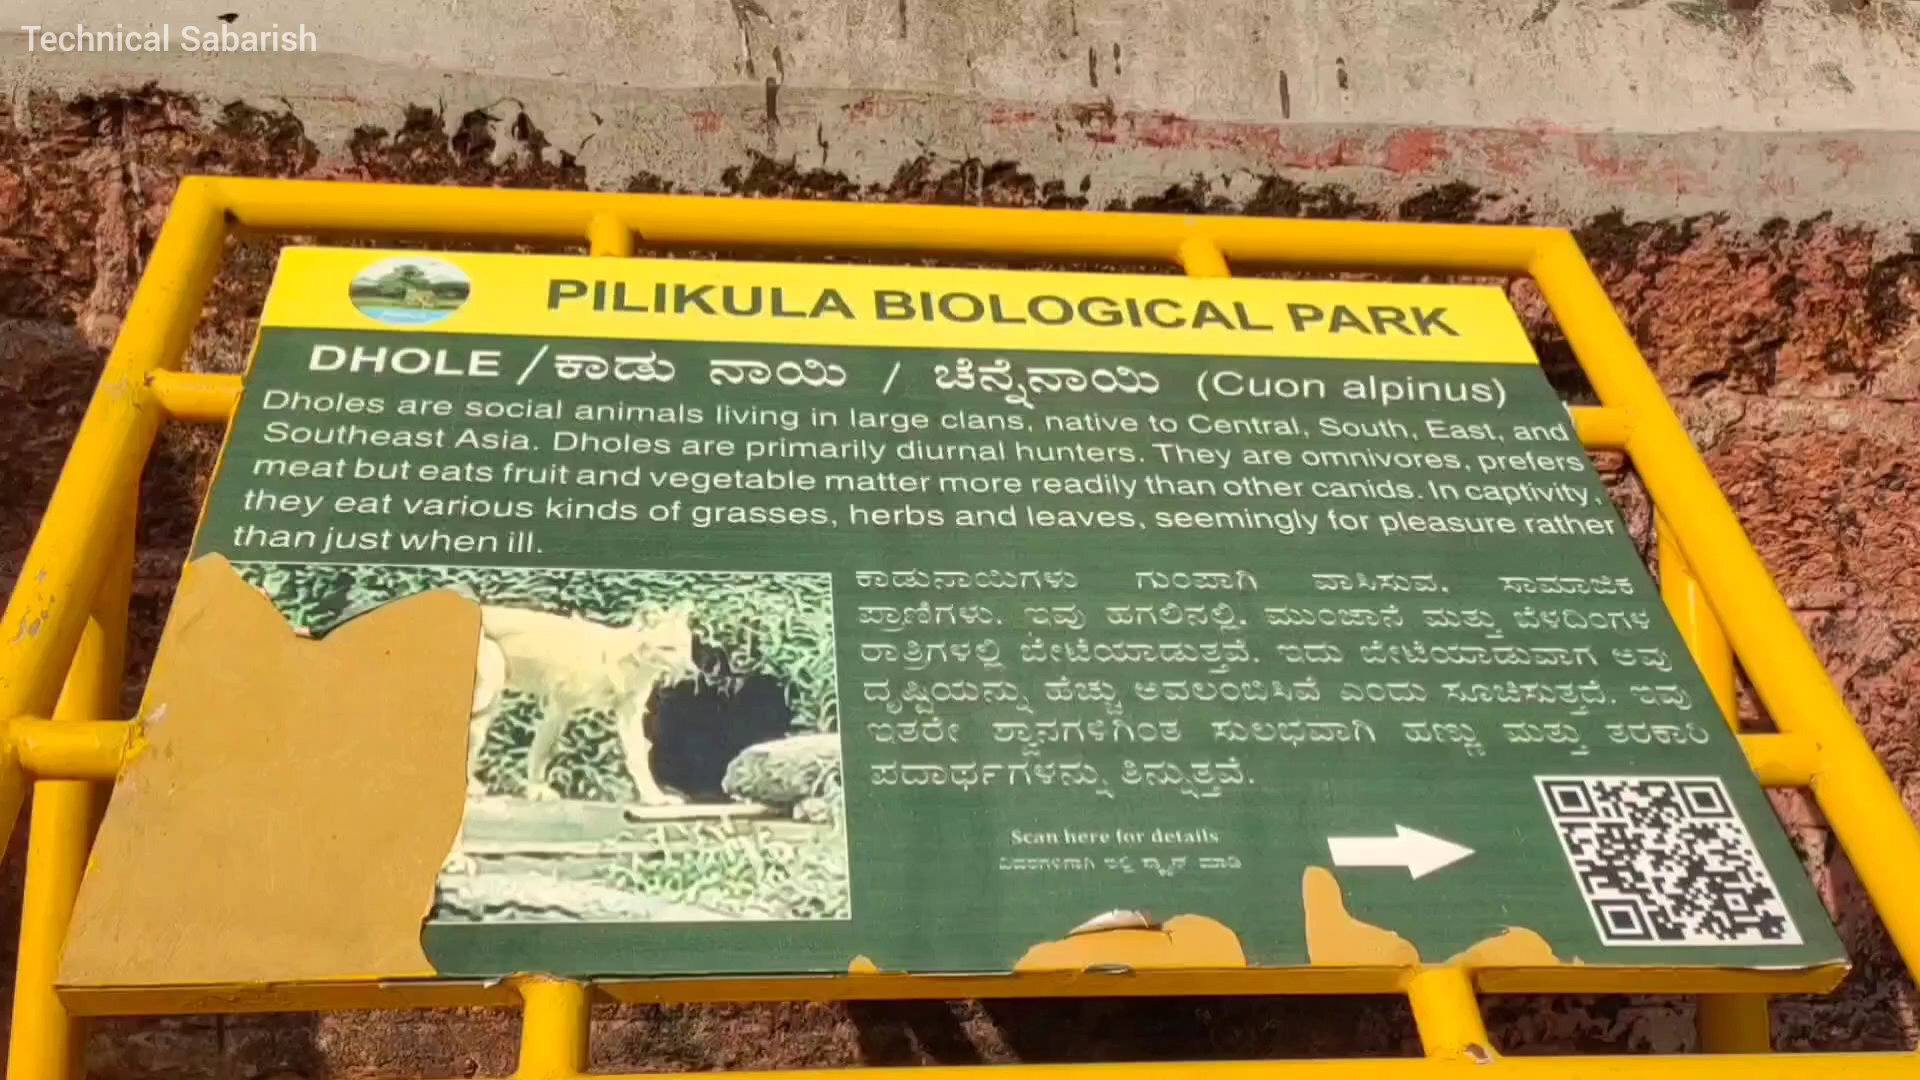 Technical Sabarish
PILIKULA BIOLOGICAL PARK
DHOLE / ಕಾಡು ನಾಯಿ / ಚೆನ್ನೆನಾಯಿ (Cuon alpinus)
Dholes are social animals living in large clans, native to Central, South, East, and
Southeast Asia. Dholes are primarily diurnal hunters. They are omnivores, prefers
meat but eats fruit and vegetable matter more readily than other canids. In captivity,
they eat various kinds of grasses, herbs and leaves, seemingly for pleasure rather
than just when ill.
ಕಾಡುನಾಯಿಗಳು ಗುಂಪಾಗಿ ವಾಸಿಸುವ. ಸಾಮಾಜಿಕ
ಪ್ರಾಣಿಗಳು. ಇವು ಹಗಲಿನಲ್ಲಿ. ಮುಂಜಾನೆ ಮತ್ತು ಬೆಳದಿಂಗಳ
ರಾತ್ರಿಗಳಲ್ಲಿ ಬೇಟೆಯಾಡುತ್ತವೆ. ಇದು ಬೇಟೆಯಾಡುವಾಗ ಅವು
ದೃಷ್ಟಿಯನ್ನು ಹೆಚ್ಚು ಅವಲಂಬಿಸಿವೆ ಎಂದು ಸೂಚಿಸುತ್ತದೆ. ಇವು
ಇತರೇ ಶ್ವಾನಗಳಿಗಿಂತ ಸುಲಭವಾಗಿ ಹಣ್ಣು ಮತ್ತು ತರಕಾರಿ
ಪದಾರ್ಥಗಳನ್ನು ತಿನ್ನುತ್ತವೆ.
Scan here for details
ವಿವರಗಳಿಗಾಗಿ ಇಲ್ಲಿ ಸ್ಕ್ಯಾನ್ ಮಾಡಿ